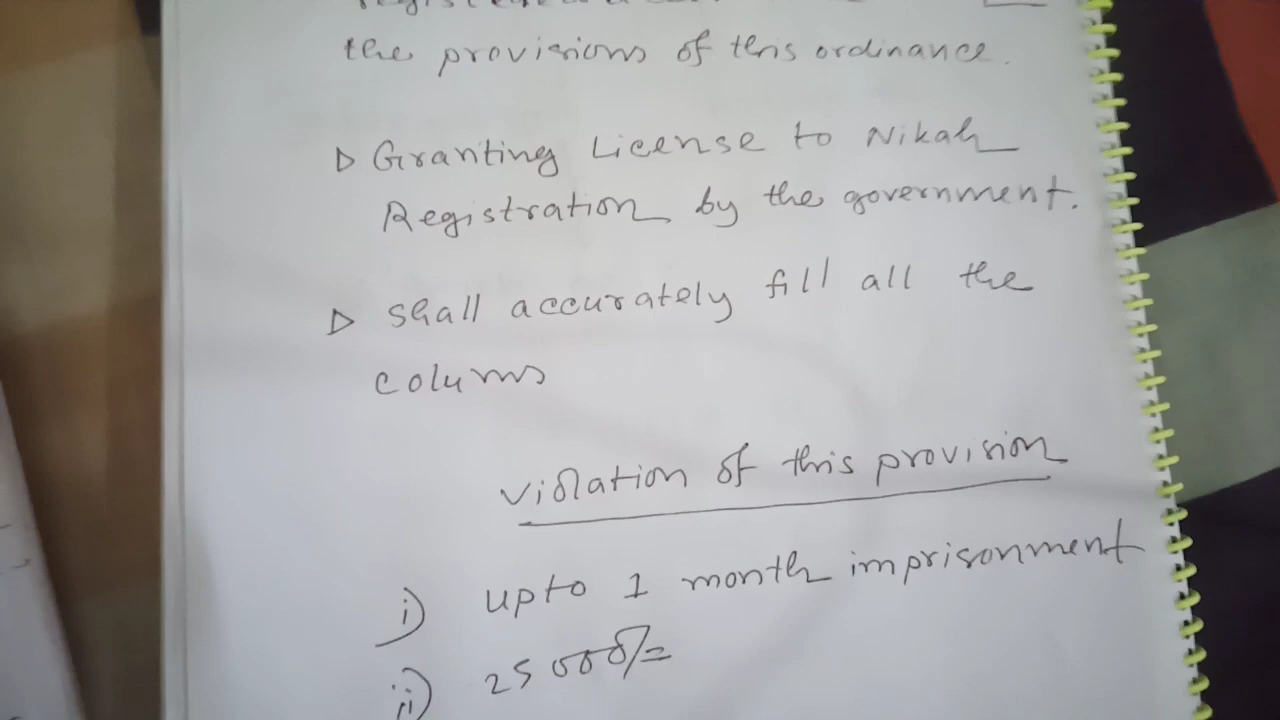 the provisions of this ordinance.
▷ Granting License to Nikah
Registration by the government.
▷ shall accurately fill all the
colums
violation of this provision
i) upto 1 month imprisonment
ii) 25000/=